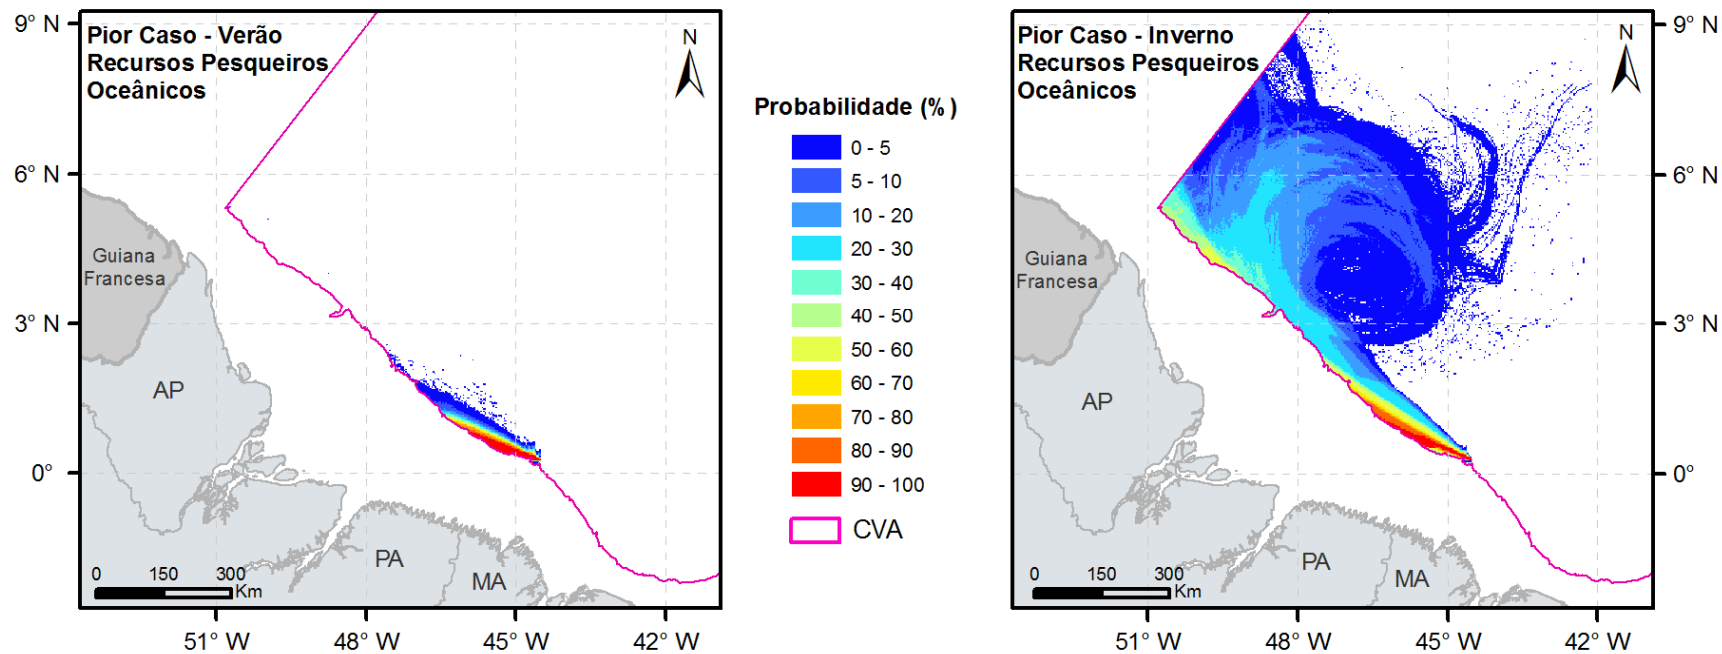 Pior Caso - Verão
Recursos Pesqueiros
Oceânicos
N
9° N
6° N
3° N
0°
Guiana
Francesa
AP
PA
MA
0 150 300
Km
51° W 48° W 45° W 42° W
Probabilidade (%)
0 - 5
5 - 10
10 - 20
20 - 30
30 - 40
40 - 50
50 - 60
60 - 70
70 - 80
80 - 90
90 - 100
CVA
Pior Caso - Inverno
Recursos Pesqueiros
Oceânicos
N
9° N
6° N
3° N
0°
Guiana
Francesa
AP
PA
MA
0 150 300
Km
51° W 48° W 45° W 42° W